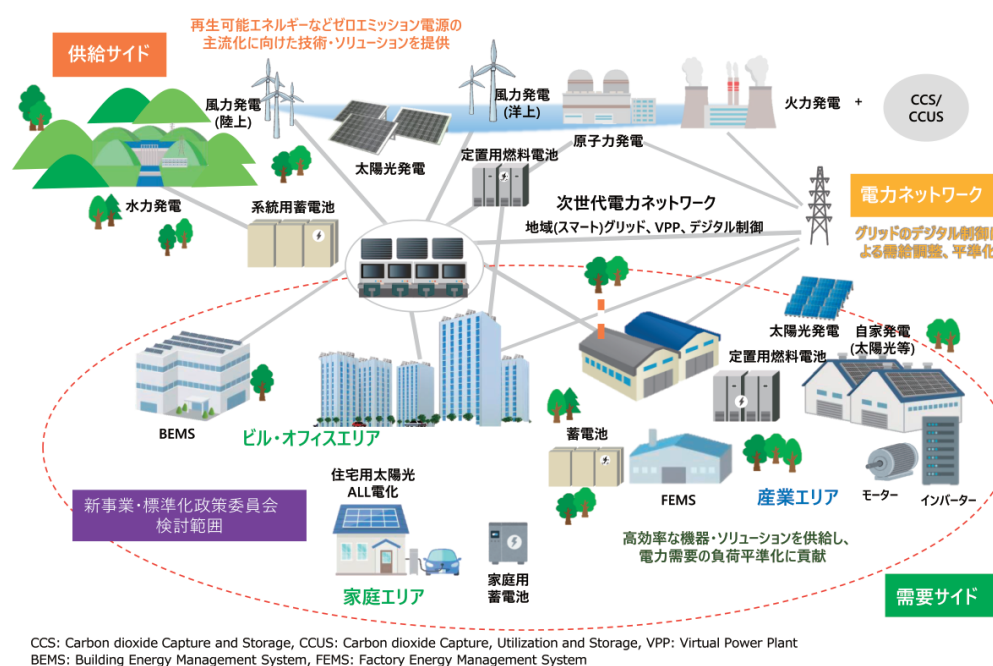 再生可能エネルギーなどゼロエミッション電源の
主流化に向けた技術・ソリューションを提供
供給サイド
風力発電
(陸上)
風力発電
(洋上)
火力発電
+
CCS/
CCUS
太陽光発電
定置用燃料電池
原子力発電
水力発電
系統用蓄電池
次世代電力ネットワーク
地域(スマート)グリッド、VPP、デジタル制御
電力ネットワーク
グリッドのデジタル制御に
よる需給調整、平準化
太陽光発電
自家発電
(太陽光等)
定置用燃料電池
BEMS
ビル・オフィスエリア
蓄電池
FEMS
産業エリア
モーター
インバーター
住宅用太陽光
ALL電化
新事業・標準化政策委員会
検討範囲
高効率な機器・ソリューションを供給し、
電力需要の負荷平準化に貢献
家庭用
蓄電池
家庭エリア
需要サイド
CCS: Carbon dioxide Capture and Storage, CCUS: Carbon dioxide Capture, Utilization and Storage, VPP: Virtual Power Plant
BEMS: Building Energy Management System, FEMS: Factory Energy Management System